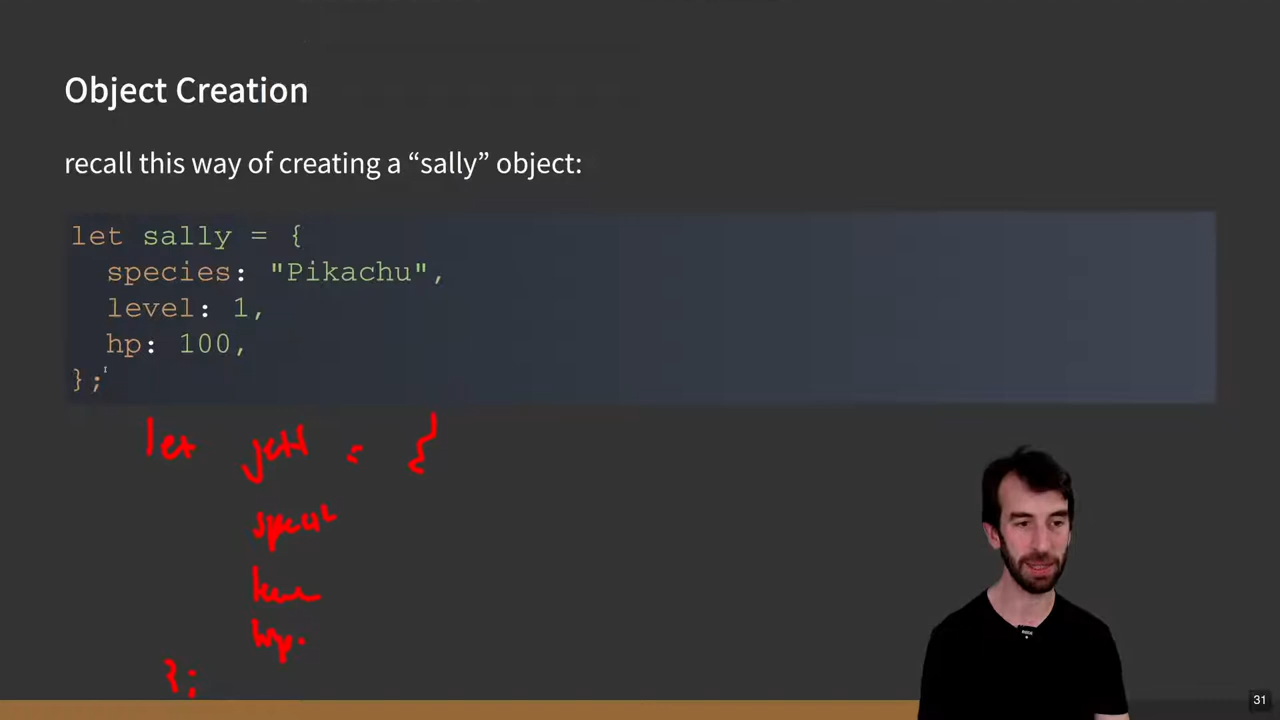 Object Creation
recall this way of creating a “sally” object:
let sally = {
species: "Pikachu",
level: 1,
hp: 100,
};
let = {
hp.
};
31